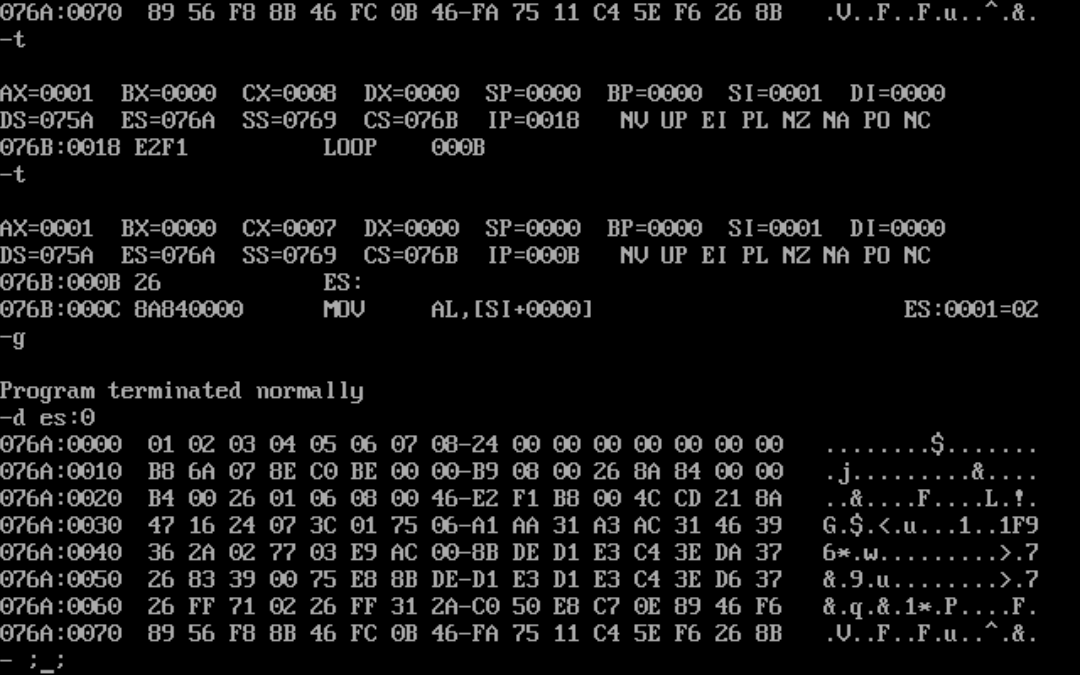 076A:0070  89 56 F8 8B 46 FC 0B 46-FA 75 11 C4 5E F6 26 8B   .V..F..F.u..^.&.
-t
AX=0001  BX=0000  CX=0008  DX=0000  SP=0000  BP=0000  SI=0001  DI=0000
DS=075A  ES=076A  SS=0769  CS=076B  IP=0018   NV UP EI PL NZ NA PO NC
076B:0018 E2F1          LOOP    000B
-t
AX=0001  BX=0000  CX=0007  DX=0000  SP=0000  BP=0000  SI=0001  DI=0000
DS=075A  ES=076A  SS=0769  CS=076B  IP=000B   NV UP EI PL NZ NA PO NC
076B:000B 26            ES:
076B:000C 8A840000      MOV     AL,[SI+0000]                       ES:0001=02
-g
Program terminated normally
-d es:0
076A:0000  01 02 03 04 05 06 07 08-24 00 00 00 00 00 00 00   ........$.......
076A:0010  B8 6A 07 8E C0 BE 00 00-B9 08 00 26 8A 84 00 00   .j.........&....
076A:0020  B4 00 26 01 06 08 00 46-E2 F1 B8 00 4C CD 21 8A   ..&....F....L.!.
076A:0030  47 16 24 07 3C 01 75 06-A1 AA 31 A3 AC 31 46 39   G.$.<.u...1..1F9
076A:0040  36 2A 02 77 03 E9 AC 00-8B DE D1 E3 C4 3E DA 37   6*.w.........>.7
076A:0050  26 83 39 00 75 E8 8B DE-D1 E3 D1 E3 C4 3E D6 37   &.9.u........>.7
076A:0060  26 FF 71 02 26 FF 31 2A-C0 50 E8 C7 0E 89 46 F6   &.q.&.1*.P....F.
076A:0070  89 56 F8 8B 46 FC 0B 46-FA 75 11 C4 5E F6 26 8B   .V..F..F.u..^.&.
- ;_;